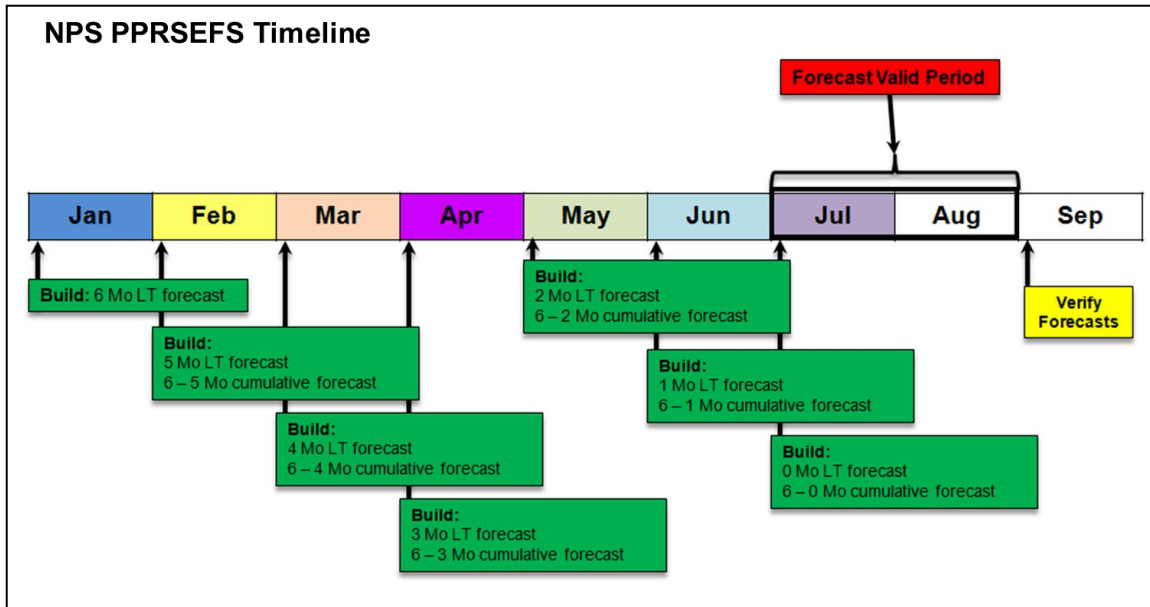 NPS PPRSEFS Timeline
Forecast Valid Period
Jan Feb Mar Apr May Jun Jul Aug Sep
Build: 6 Mo LT forecast
Build:
5 Mo LT forecast
6 – 5 Mo cumulative forecast
Build:
4 Mo LT forecast
6 – 4 Mo cumulative forecast
Build:
3 Mo LT forecast
6 – 3 Mo cumulative forecast
Build:
2 Mo LT forecast
6 – 2 Mo cumulative forecast
Build:
1 Mo LT forecast
6 – 1 Mo cumulative forecast
Build:
0 Mo LT forecast
6 – 0 Mo cumulative forecast
Verify
Forecasts